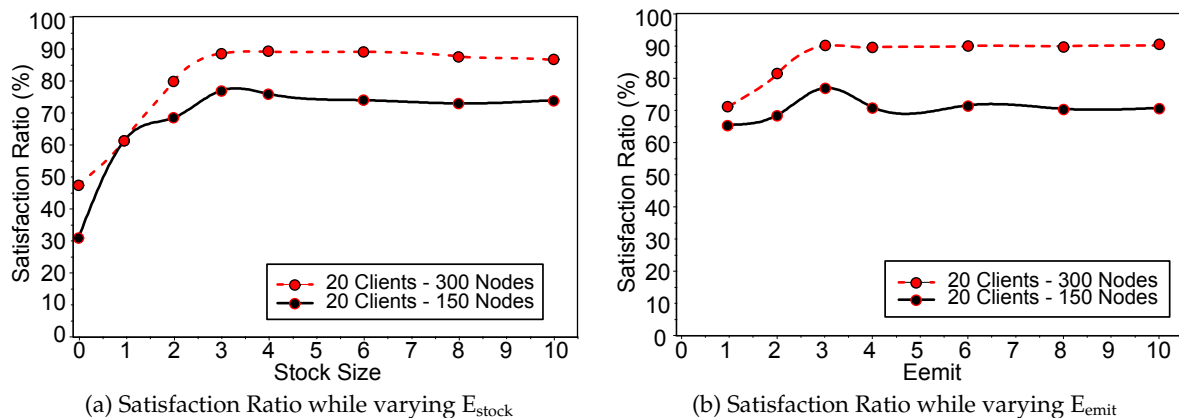 100
90
80
70
60
50
40
30
20
10
0
Satisfaction Ratio (%)
20 Clients - 300 Nodes
20 Clients - 150 Nodes
0 1 2 3 4 5 6 7 8 9 10
Stock Size
(a) Satisfaction Ratio while varying Estock
100
90
80
70
60
50
40
30
20
10
0
Satisfaction Ratio (%)
20 Clients - 300 Nodes
20 Clients - 150 Nodes
0 1 2 3 4 5 6 7 8 9 10
Eemit
(b) Satisfaction Ratio while varying Eemit